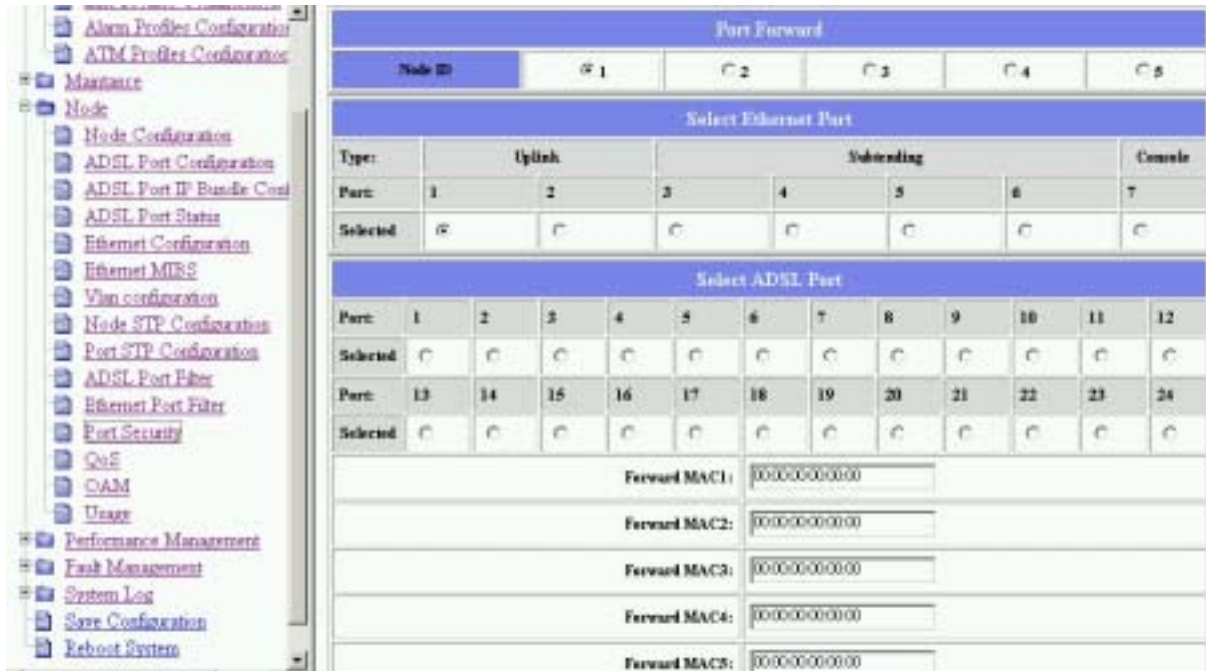 Alarm Profiles Configuration
ATM Profiles Configuration
Maintance
Node
Node Configuration
ADSL Port Configuration
ADSL Port IP Bundle Conf
ADSL Port Status
Ethernet Configuration
Ethernet MIBS
Vlan configuration
Node STP Configuration
Port STP Configuration
ADSL Port Filter
Ethernet Port Filter
Port Security
QoS
OAM
Usage
Performance Management
Fault Management
System Log
Save Configuration
Reboot System
Port Forward
Node ID 1 2 3 4 5
Select Ethernet Port
Type: Uplink Subtending Console
Port: 1 2 3 4 5 6 7
Selected
Select ADSL Port
Port: 1 2 3 4 5 6 7 8 9 10 11 12
Selected
Port: 13 14 15 16 17 18 19 20 21 22 23 24
Selected
Forward MAC1: 00:00:00:00:00:00
Forward MAC2: 00:00:00:00:00:00
Forward MAC3: 00:00:00:00:00:00
Forward MAC4: 00:00:00:00:00:00
Forward MAC5: 00:00:00:00:00:00